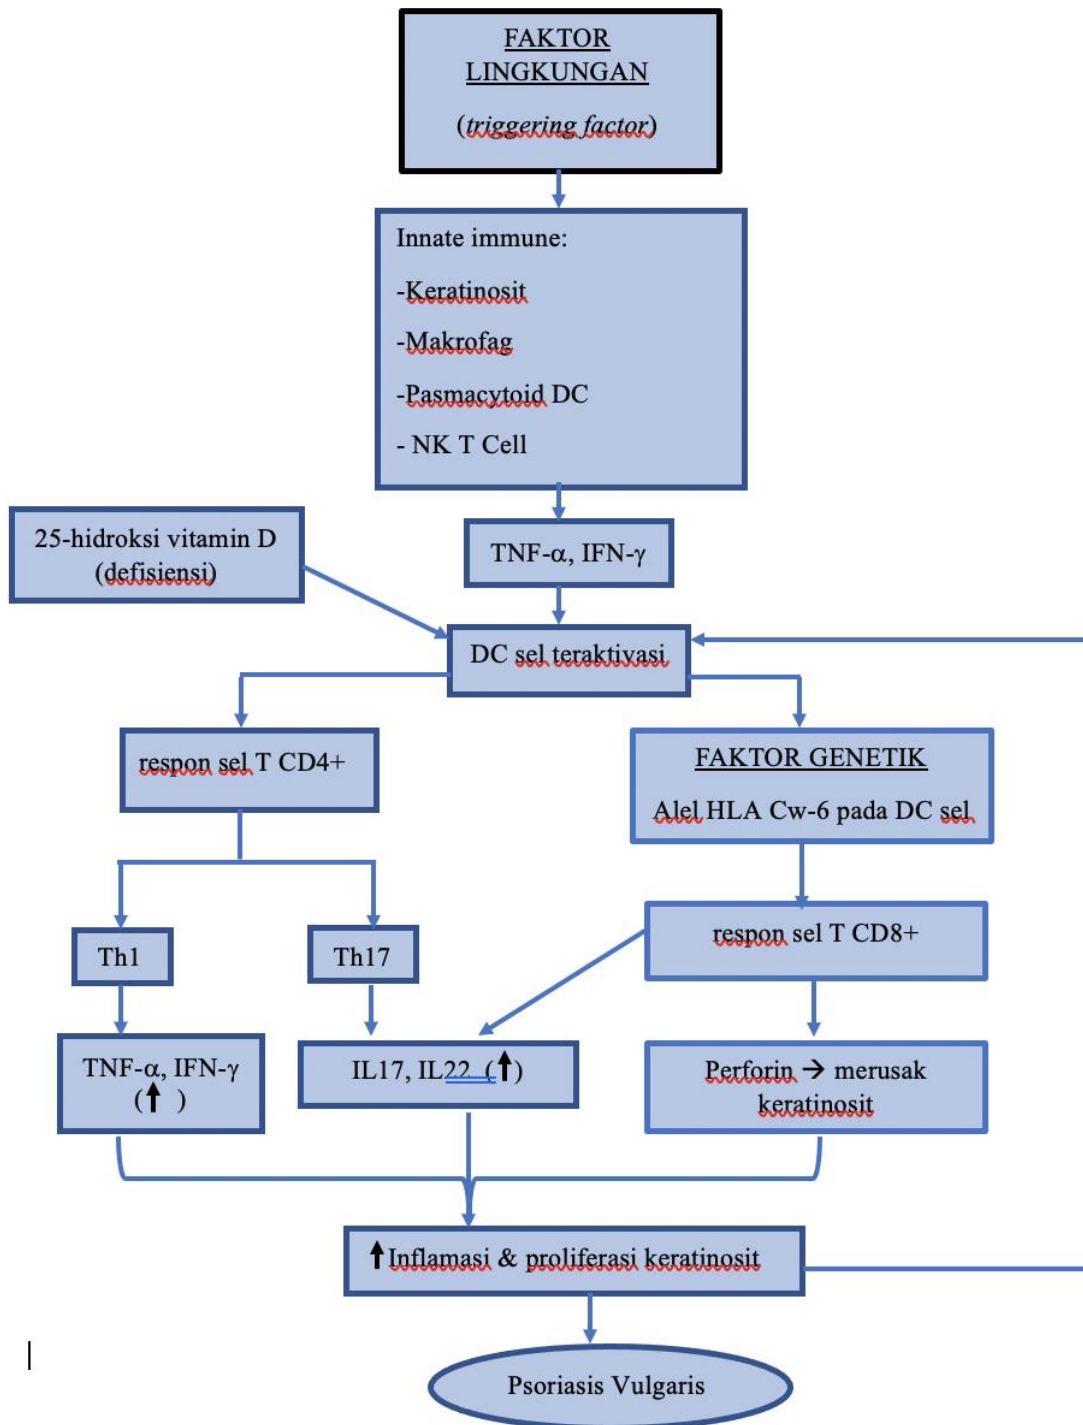 FAKTOR
LINGKUNGAN
(triggering factor)
Innate immune:
-Keratinosit
-Makrofag
-Pasmacytoid DC
- NK T Cell
25-hidroksi vitamin D
(defisiensi)
TNF-α, IFN-γ
DC sel teraktivasi
respon sel T CD4+
FAKTOR GENETIK
Alel HLA Cw-6 pada DC sel
Th1
Th17
respon sel T CD8+
TNF-α, IFN-γ
(↑ )
IL17, IL22 (↑)
Perforin → merusak
keratinosit
↑Inflamasi & proliferasi keratinosit
Psoriasis Vulgaris